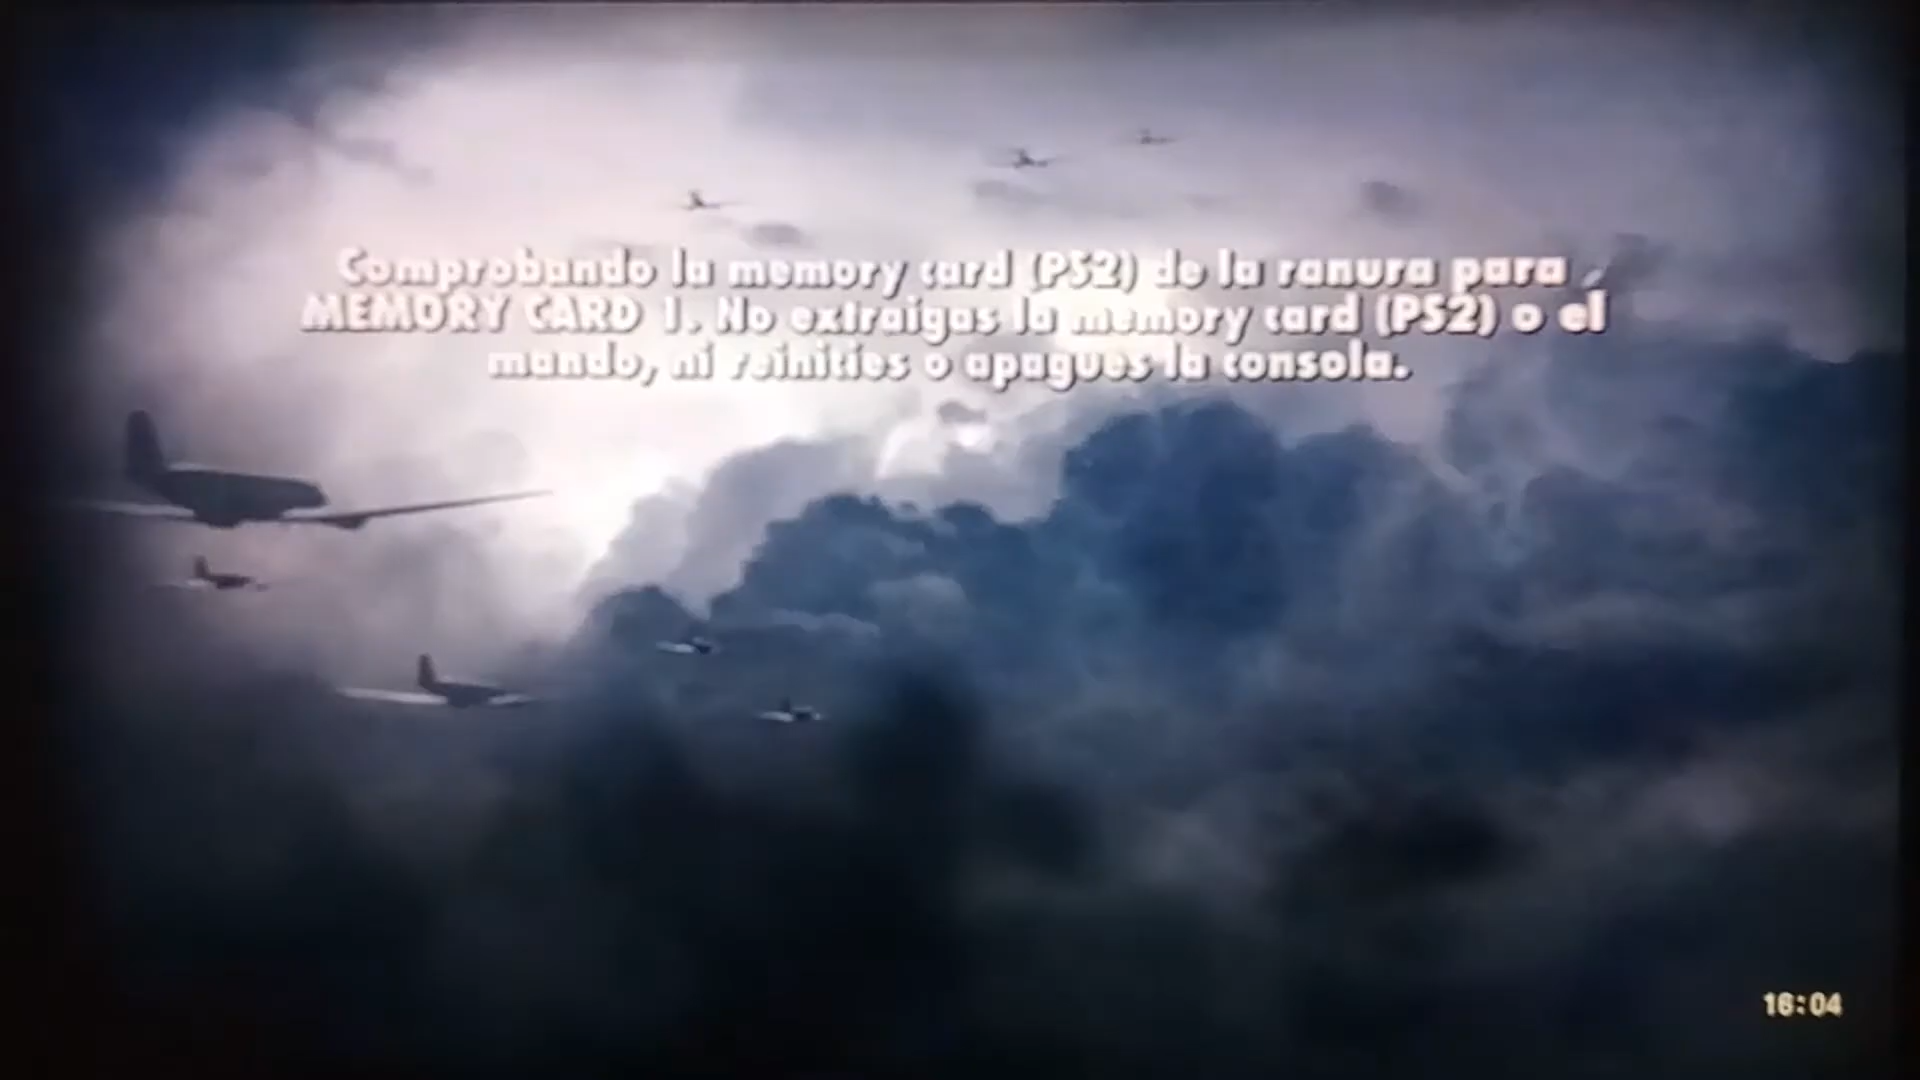 Comprobando la memory card (PS2) de la ranura para
MEMORY CARD 1. No extraigas la memory card (PS2) o el
mando, ni reinicies o apagues la consola.
16:04